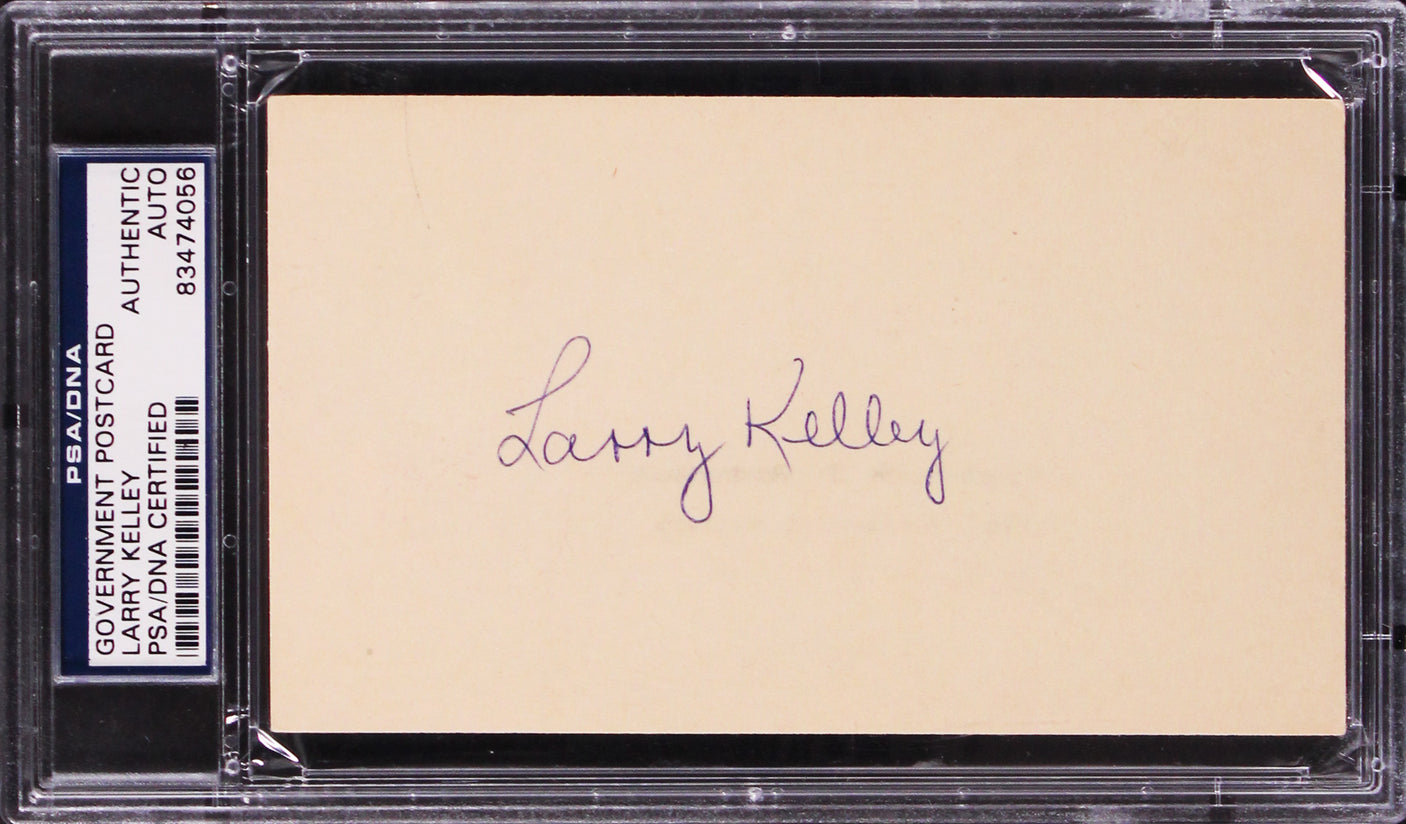 PSA/DNA
GOVERNMENT POSTCARD
LARRY KELLEY AUTHENTIC
PSA/DNA CERTIFIED AUTO
83474056
Larry Kelley